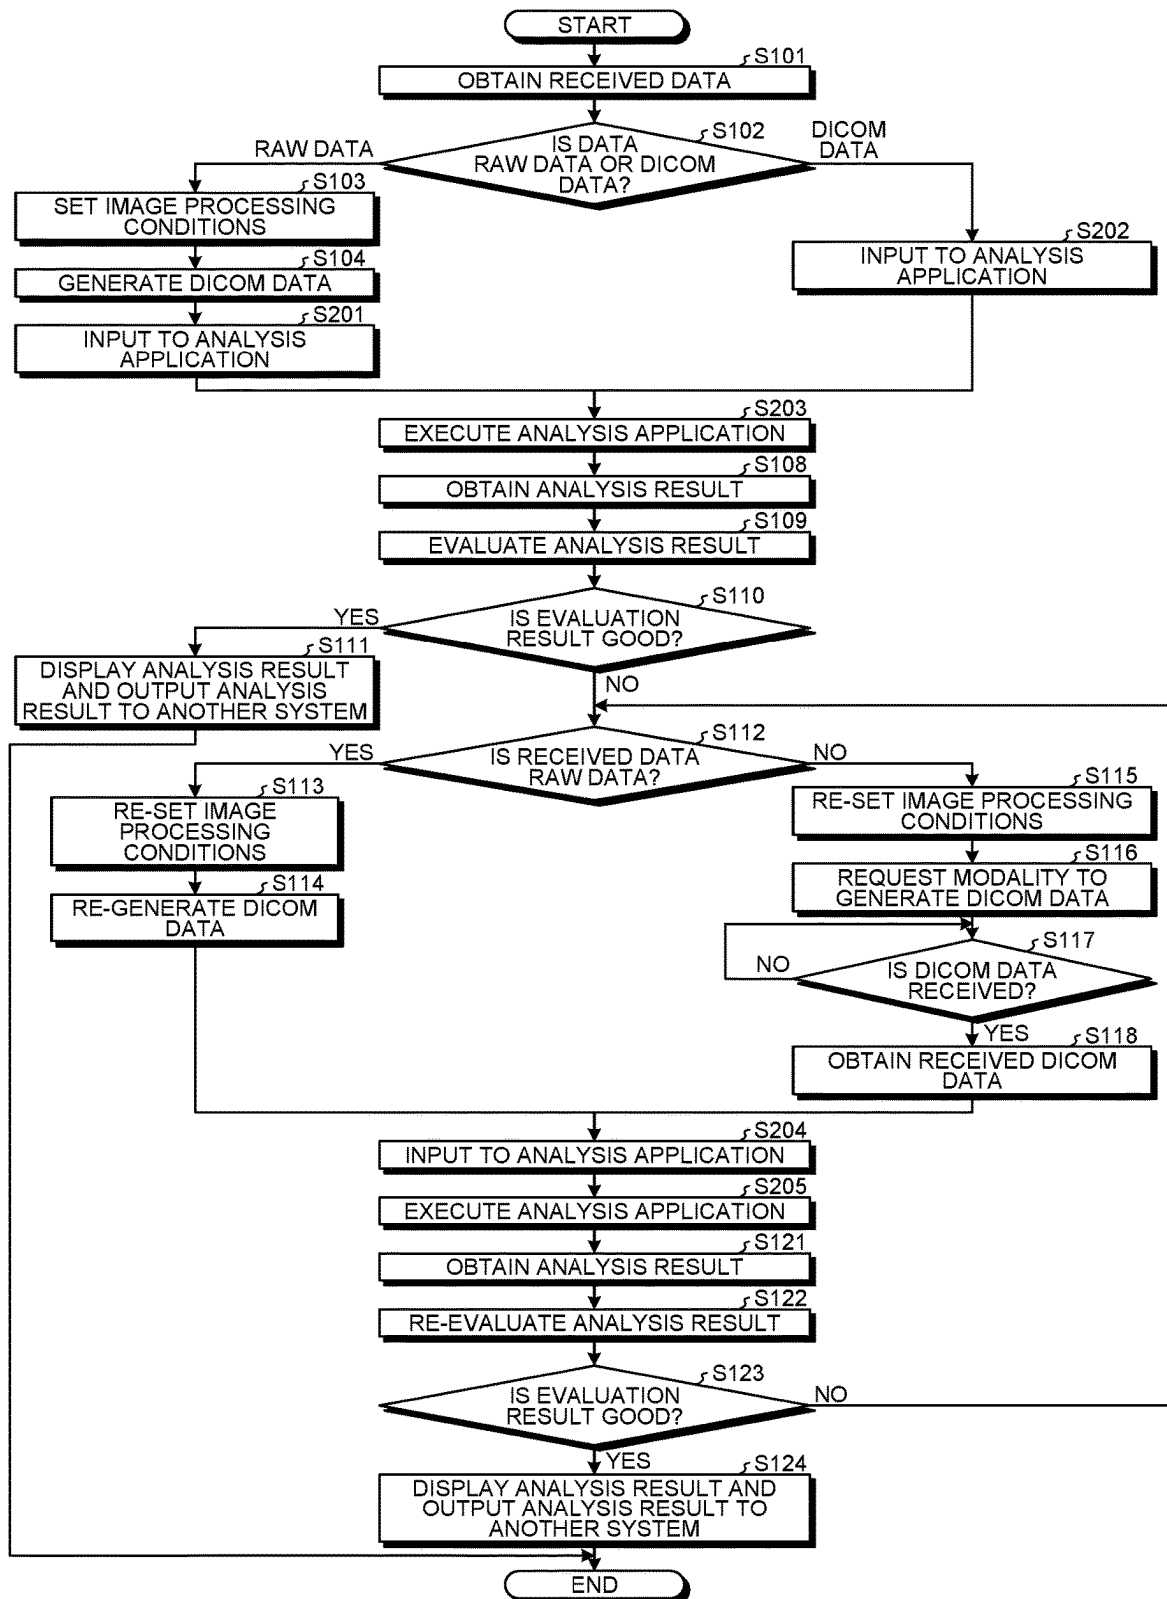 START
S101
OBTAIN RECEIVED DATA
S102
IS DATA
RAW DATA OR DICOM
DATA?
RAW DATA
DICOM
DATA
S103
SET IMAGE PROCESSING
CONDITIONS
S104
GENERATE DICOM DATA
S201
INPUT TO ANALYSIS
APPLICATION
S202
INPUT TO ANALYSIS
APPLICATION
S203
EXECUTE ANALYSIS APPLICATION
S108
OBTAIN ANALYSIS RESULT
S109
EVALUATE ANALYSIS RESULT
S110
IS EVALUATION
RESULT GOOD?
YES
NO
S111
DISPLAY ANALYSIS RESULT
AND OUTPUT ANALYSIS
RESULT TO ANOTHER SYSTEM
S112
IS RECEIVED DATA
RAW DATA?
YES
NO
S113
RE-SET IMAGE
PROCESSING
CONDITIONS
S114
RE-GENERATE DICOM
DATA
S115
RE-SET IMAGE PROCESSING
CONDITIONS
S116
REQUEST MODALITY TO
GENERATE DICOM DATA
S117
IS DICOM DATA
RECEIVED?
NO
YES
S118
OBTAIN RECEIVED DICOM
DATA
S204
INPUT TO ANALYSIS APPLICATION
S205
EXECUTE ANALYSIS APPLICATION
S121
OBTAIN ANALYSIS RESULT
S122
RE-EVALUATE ANALYSIS RESULT
S123
IS EVALUATION
RESULT GOOD?
NO
YES
S124
DISPLAY ANALYSIS RESULT AND
OUTPUT ANALYSIS RESULT TO
ANOTHER SYSTEM
END